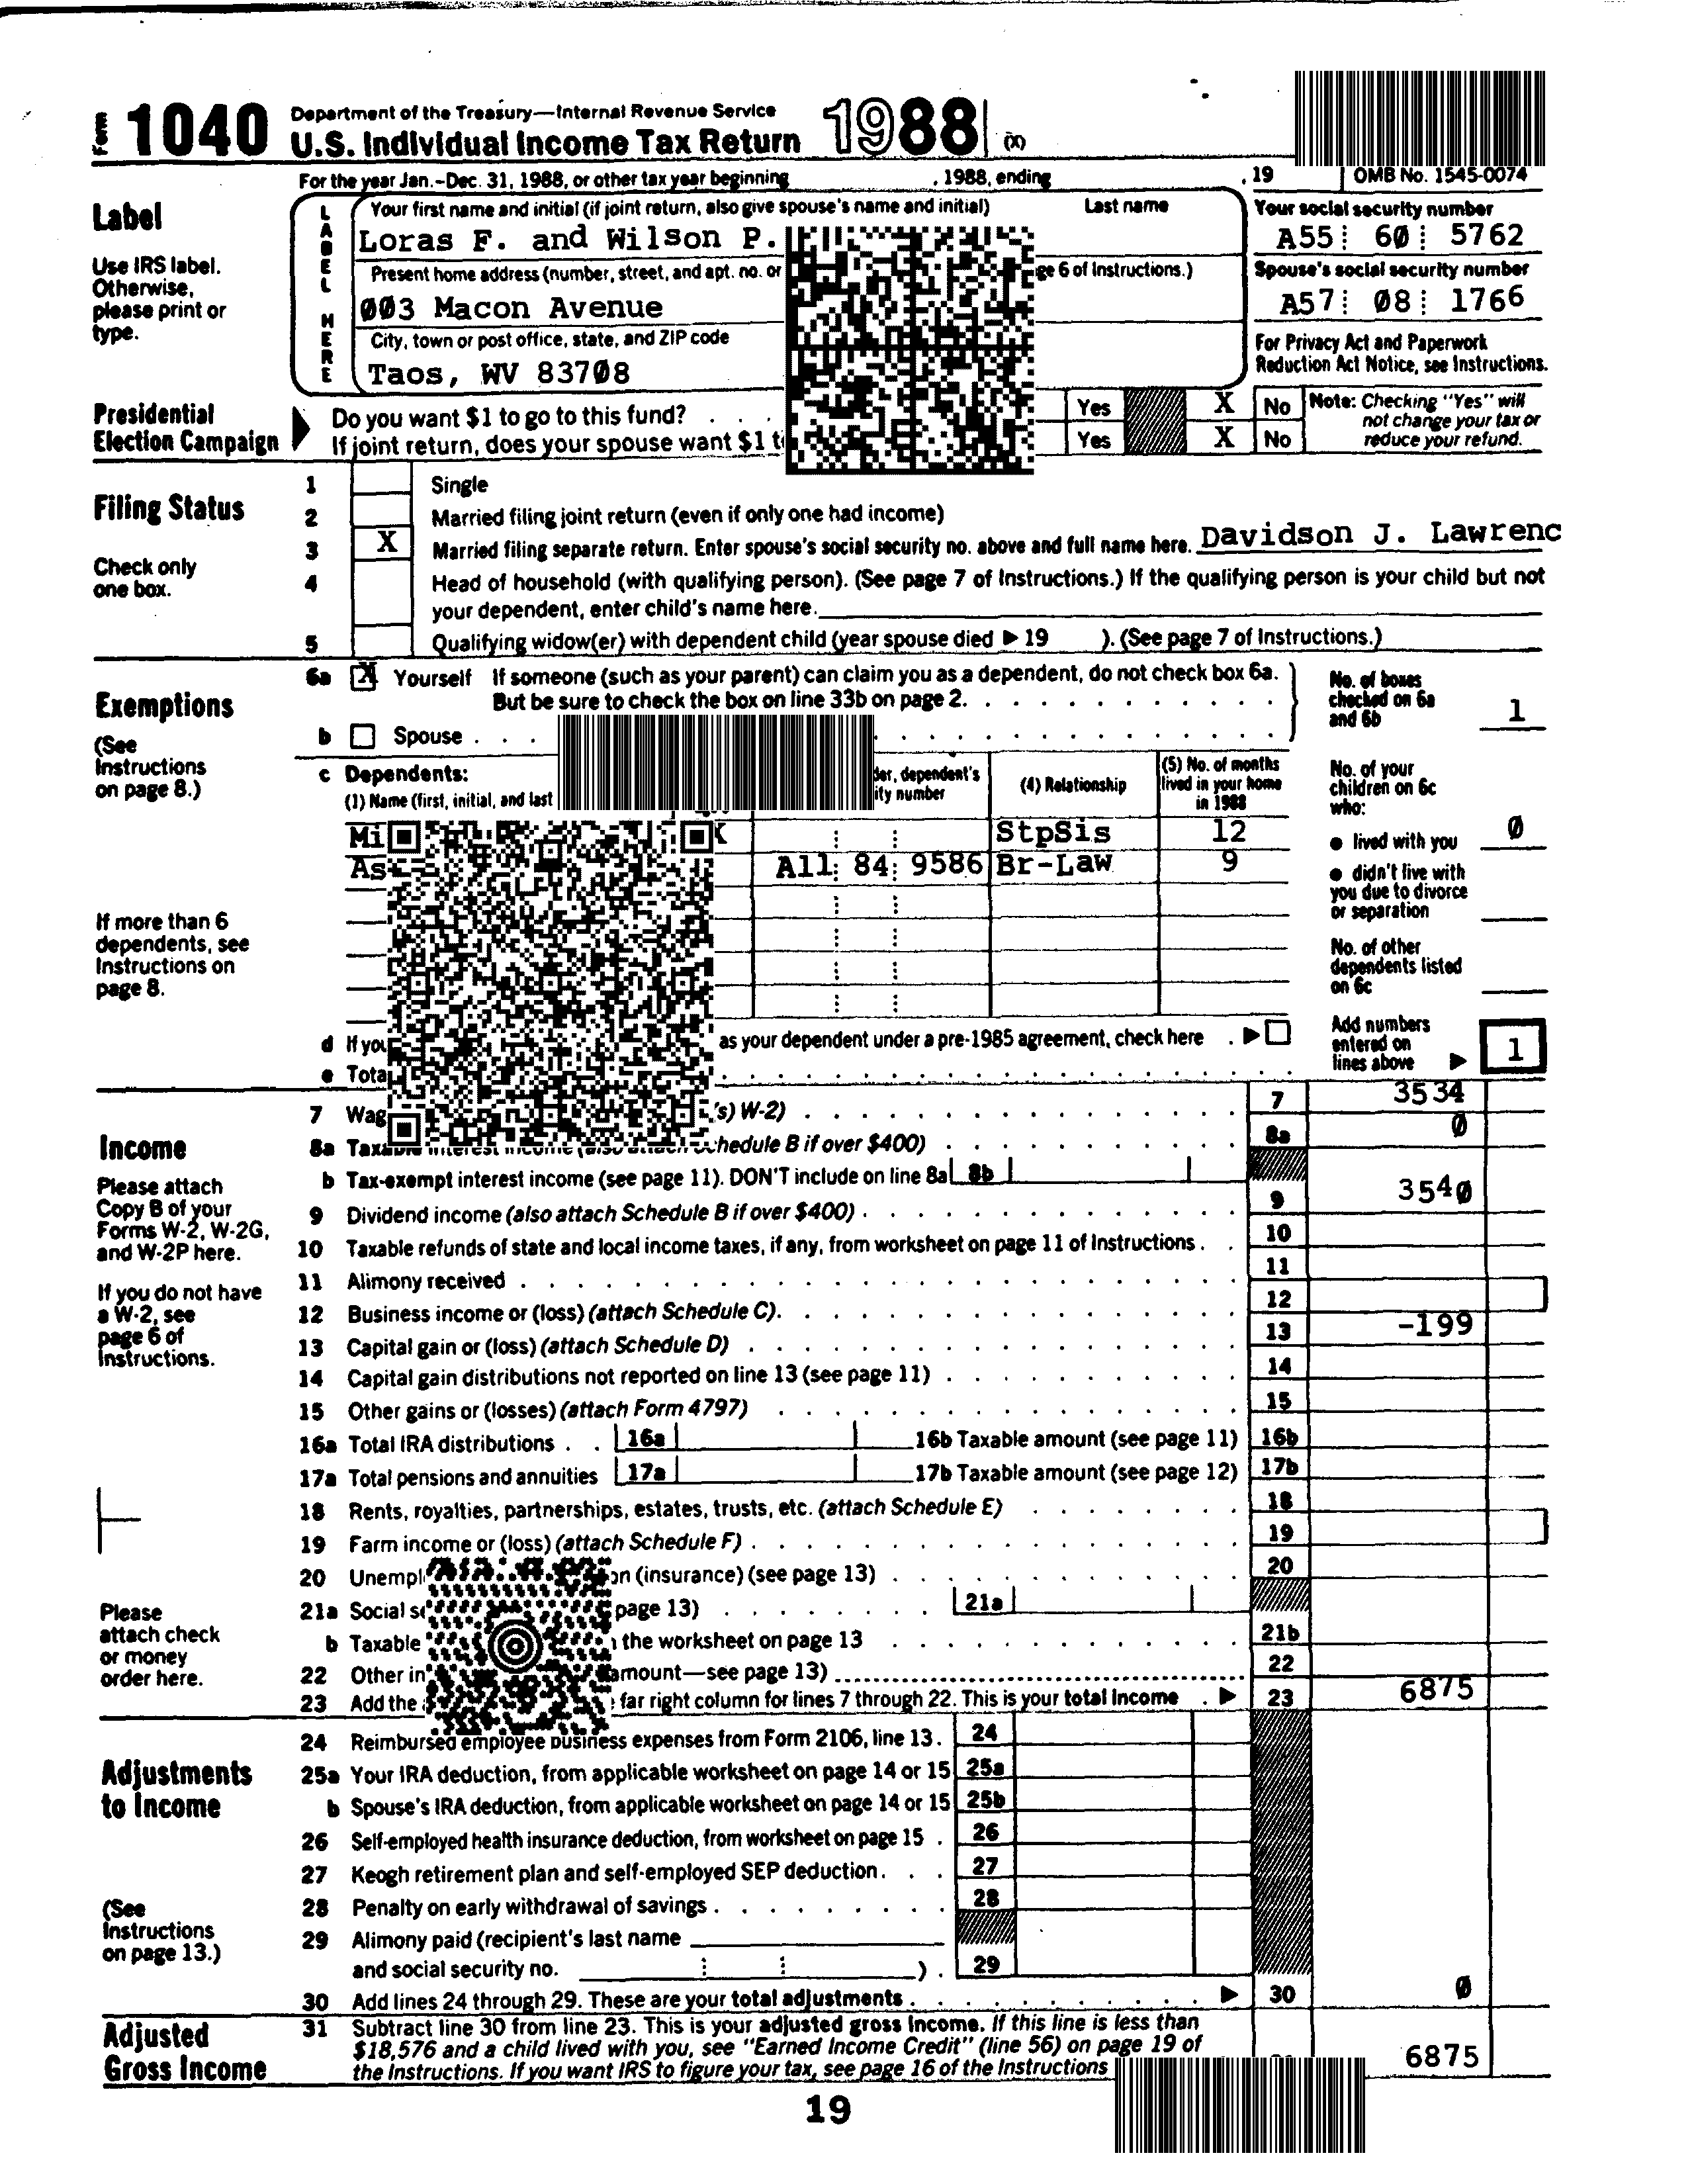 Form 1040 Department of the Treasury—Internal Revenue Service
U.S. Individual Income Tax Return 1988 (X)
For the year Jan.–Dec. 31, 1988, or other tax year beginning , 1988, ending , 19 OMB No. 1545-0074
Label
Use IRS label.
Otherwise,
please print or
type.
LABEL HERE
Your first name and initial (if joint return, also give spouse's name and initial) Last name
Loras F. and Wilson P.
Present home address (number, street, and apt. no. or ge 6 of Instructions.)
003 Macon Avenue
City, town or post office, state, and ZIP code
Taos, WV 83708
Your social security number
A55 60 5762
Spouse's social security number
A57 08 1766
For Privacy Act and Paperwork
Reduction Act Notice, see Instructions.
Presidential
Election Campaign
Do you want $1 to go to this fund? . . . Yes X No
If joint return, does your spouse want $1 Yes X No
Note: Checking "Yes" will
not change your tax or
reduce your refund.
Filing Status
Check only
one box.
1 Single
2 Married filing joint return (even if only one had income)
3 X Married filing separate return. Enter spouse's social security no. above and full name here. Davidson J. Lawrenc
4 Head of household (with qualifying person). (See page 7 of Instructions.) If the qualifying person is your child but not
your dependent, enter child's name here.
5 Qualifying widow(er) with dependent child (year spouse died ▶ 19 ). (See page 7 of Instructions.)
Exemptions
(See
Instructions
on page 8.)
If more than 6
dependents, see
Instructions on
page 8.
6a X Yourself If someone (such as your parent) can claim you as a dependent, do not check box 6a.
But be sure to check the box on line 33b on page 2.
b Spouse . . .
c Dependents:
(1) Name (first, initial, and last
der, dependent's
ity number
(4) Relationship
(5) No. of months
lived in your home
in 1988
Mi StpSis 12
As A11 84 9586 Br-Law 9
d If you as your dependent under a pre-1985 agreement, check here . ▶
e Tota
No. of boxes
checked on 6a
and 6b 1
No. of your
children on 6c
who:
● lived with you 0
● didn't live with
you due to divorce
or separation
No. of other
dependents listed
on 6c
Add numbers
entered on
lines above ▶ 1
Income
Please attach
Copy B of your
Forms W-2, W-2G,
and W-2P here.
If you do not have
a W-2, see
page 6 of
Instructions.
Please
attach check
or money
order here.
7 Wag 's) W-2) 7 3534
8a Taxable interest income (also attach Schedule B if over $400) 8a 0
b Tax-exempt interest income (see page 11). DON'T include on line 8a 8b
9 Dividend income (also attach Schedule B if over $400) 9 3540
10 Taxable refunds of state and local income taxes, if any, from worksheet on page 11 of Instructions 10
11 Alimony received 11
12 Business income or (loss) (attach Schedule C) 12
13 Capital gain or (loss) (attach Schedule D) 13 -199
14 Capital gain distributions not reported on line 13 (see page 11) 14
15 Other gains or (losses) (attach Form 4797) 15
16a Total IRA distributions 16a 16b Taxable amount (see page 11) 16b
17a Total pensions and annuities 17a 17b Taxable amount (see page 12) 17b
18 Rents, royalties, partnerships, estates, trusts, etc. (attach Schedule E) 18
19 Farm income or (loss) (attach Schedule F) 19
20 Unempl on (insurance) (see page 13) 20
21a Social s page 13) 21a
b Taxable the worksheet on page 13 21b
22 Other in amount—see page 13) 22
23 Add the far right column for lines 7 through 22. This is your total income ▶ 23 6875
Adjustments
to Income
(See
Instructions
on page 13.)
24 Reimbursed employee business expenses from Form 2106, line 13. 24
25a Your IRA deduction, from applicable worksheet on page 14 or 15 25a
b Spouse's IRA deduction, from applicable worksheet on page 14 or 15 25b
26 Self-employed health insurance deduction, from worksheet on page 15 26
27 Keogh retirement plan and self-employed SEP deduction 27
28 Penalty on early withdrawal of savings 28
29 Alimony paid (recipient's last name
and social security no. ) . 29
30 Add lines 24 through 29. These are your total adjustments ▶ 30 0
Adjusted
Gross Income
31 Subtract line 30 from line 23. This is your adjusted gross income. If this line is less than
$18,576 and a child lived with you, see "Earned Income Credit" (line 56) on page 19 of
the Instructions. If you want IRS to figure your tax, see page 16 of the Instructions 6875
19